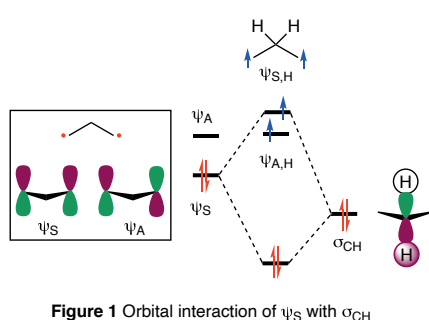 H H
ψS,H
ψA
ψA,H
ψS
σCH
ψS ψA
H
H
Figure 1 Orbital interaction of ψS with σCH